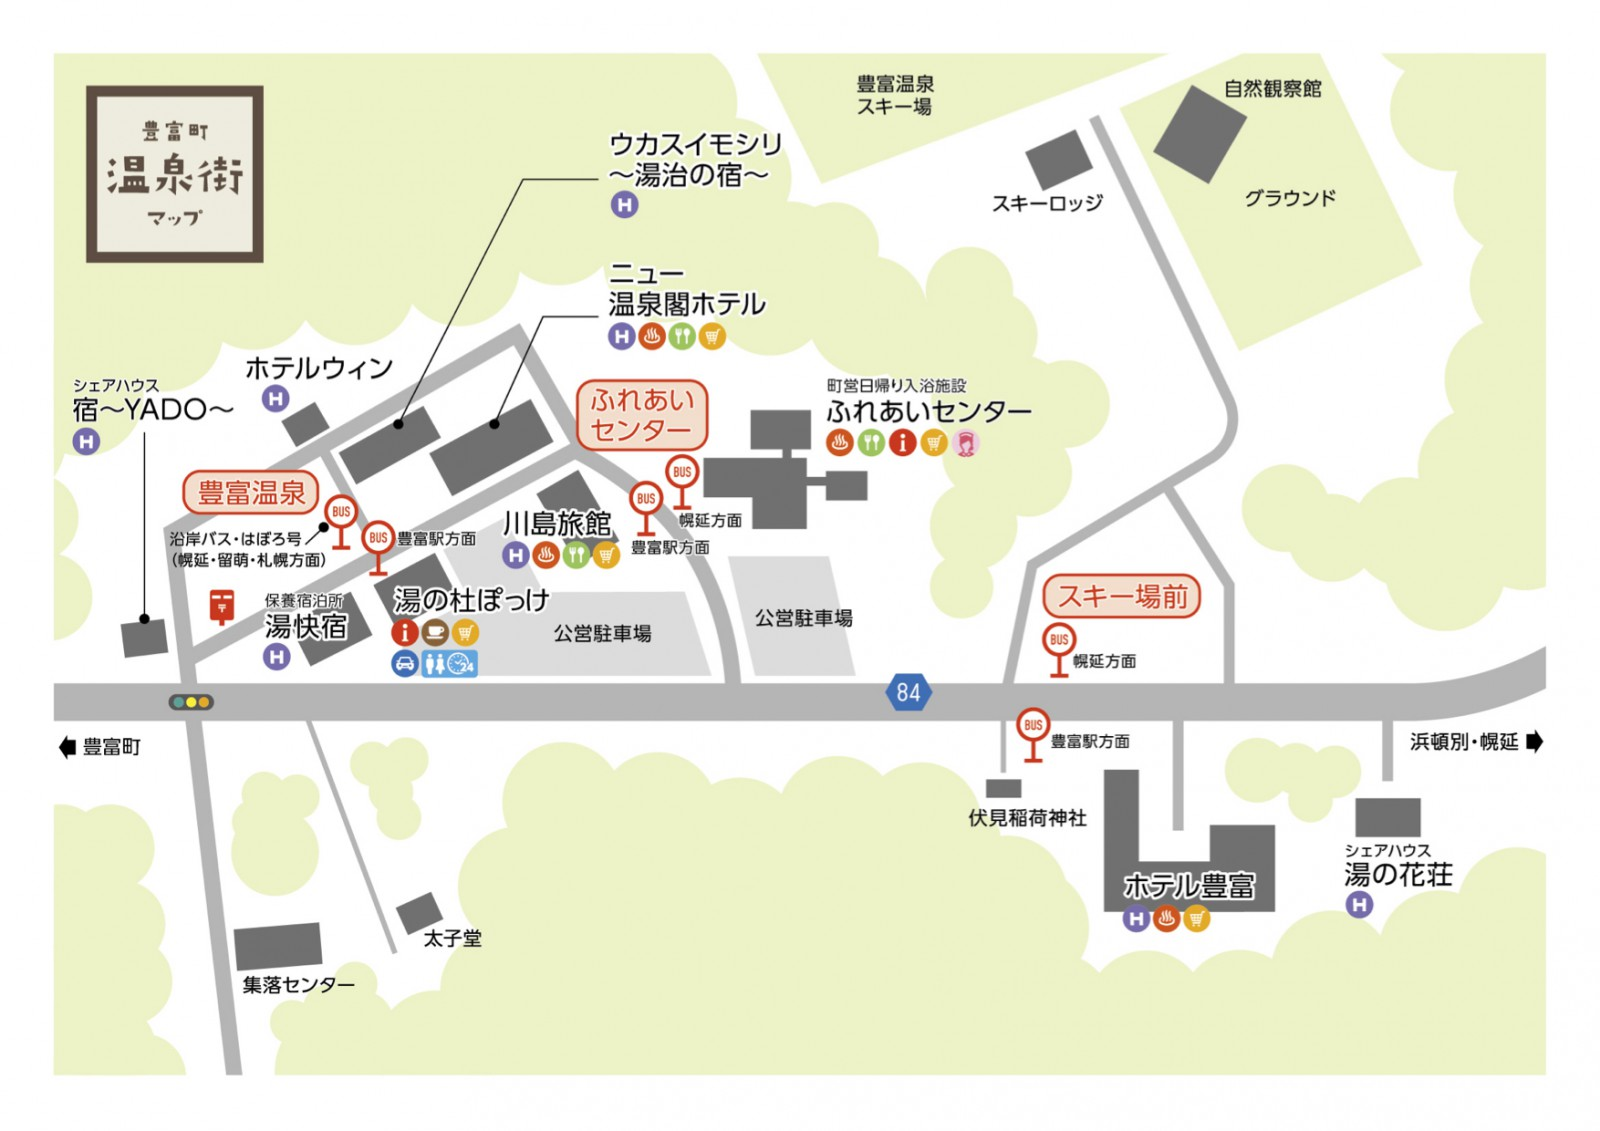 豊富町
温泉街
マップ
豊富温泉
スキー場
自然観察館
グラウンド
スキーロッジ
ウカスイモシリ
～湯治の宿～
H
ニュー
温泉閣ホテル
H
ホテルウィン
H
シェアハウス
宿～YADO～
H
ふれあい
センター
町営日帰り入浴施設
ふれあいセンター
i
BUS
幌延方面
BUS
豊富駅方面
豊富温泉
BUS
沿岸バス・はぼろ号
（幌延・留萌・札幌方面）
BUS
豊富駅方面
川島旅館
H
〒
保養宿泊所
湯快宿
H
湯の杜ぽっけ
i
24
公営駐車場
公営駐車場
スキー場前
BUS
幌延方面
84
豊富町
BUS
豊富駅方面
浜頓別・幌延
伏見稲荷神社
ホテル豊富
H
シェアハウス
湯の花荘
H
太子堂
集落センター